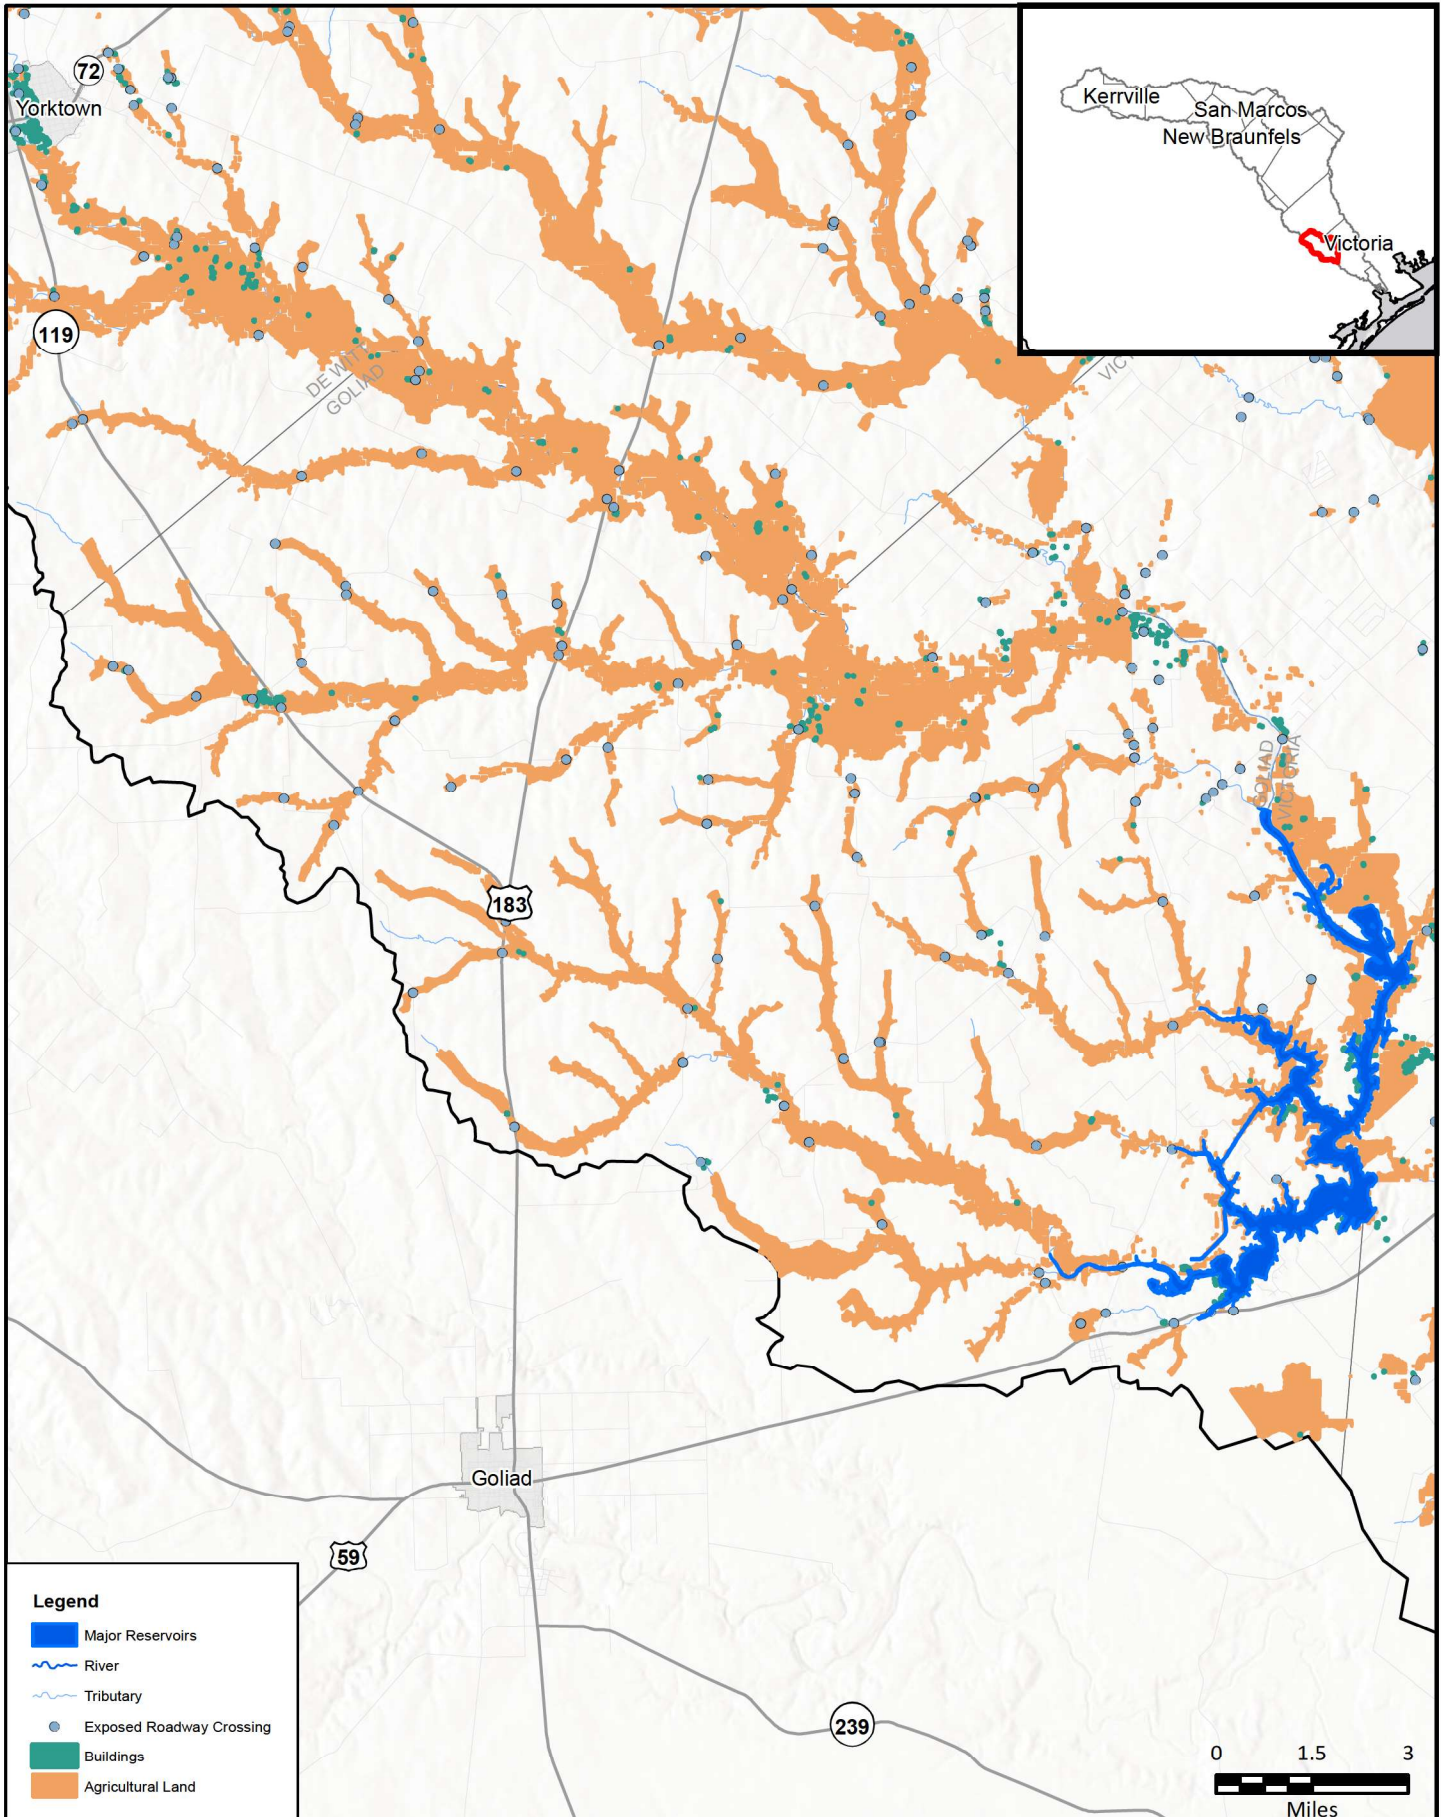 72
Yorktown
Kerrville
San Marcos
New Braunfels
Victoria
119
DE WITT
GOLIAD
VICT
GOLIAD
VICTORIA
183
Goliad
59
239
Legend
Major Reservoirs
River
Tributary
Exposed Roadway Crossing
Buildings
Agricultural Land
0 1.5 3
Miles